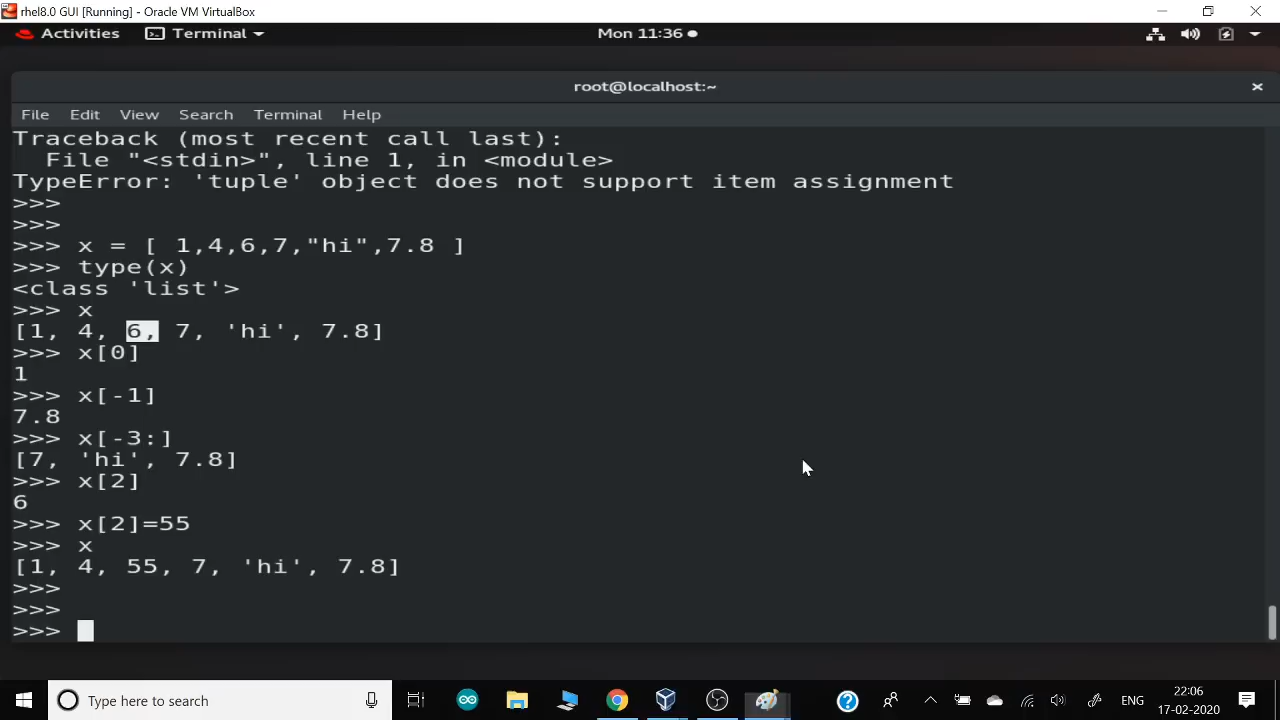 rhel8.0 GUI [Running] - Oracle VM VirtualBox
Activities Terminal Mon 11:36
root@localhost:~
File Edit View Search Terminal Help
Traceback (most recent call last):
  File "<stdin>", line 1, in <module>
TypeError: 'tuple' object does not support item assignment
>>>
>>>
>>> x = [ 1,4,6,7,"hi",7.8 ]
>>> type(x)
<class 'list'>
>>> x
[1, 4, 6, 7, 'hi', 7.8]
>>> x[0]
1
>>> x[-1]
7.8
>>> x[-3:]
[7, 'hi', 7.8]
>>> x[2]
6
>>> x[2]=55
>>> x
[1, 4, 55, 7, 'hi', 7.8]
>>>
>>>
>>>
Type here to search ENG 22:06
17-02-2020